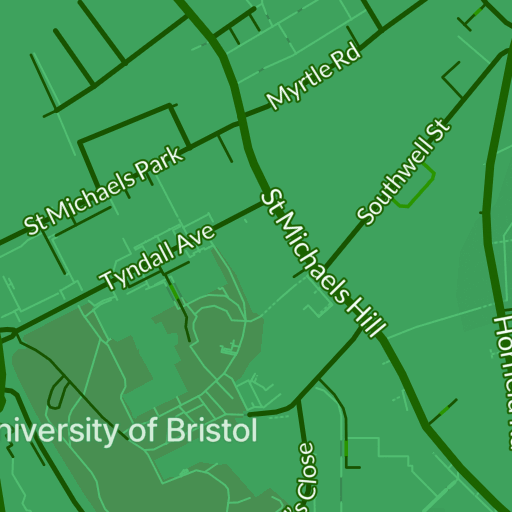 Myrtle Rd
Southwell St
St Michaels Park
St Michaels Hill
Tyndall Ave
niversity of Bristol
's Close